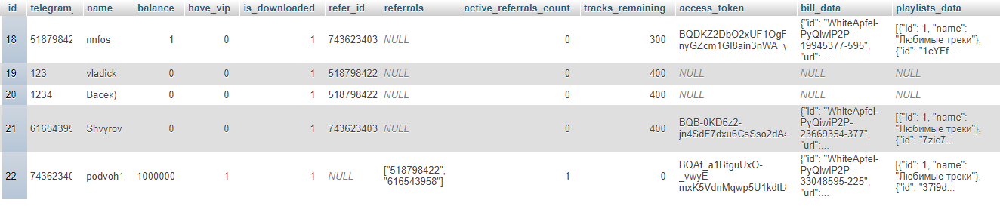 id telegram_ name balance have_vip is_downloaded refer_id referrals active_referrals_count tracks_remaining access_token bill_data playlists_data
18 51879842 nnfos 1 0 1 743623403 NULL 0 300 BQDKZ2DbO2xUF1OgF nyGZcm1GI8ain3nWA_y {"id": "WhiteApfel-PyQiwiP2P-19945377-595", "url":... [{"id": 1, "name": "Любимые треки"}, {"id": "1cYFf...
19 123 vladick 0 0 1 518798422 NULL 0 400 NULL NULL NULL
20 1234 Васек) 0 0 1 518798422 NULL 0 400 NULL NULL NULL
21 61654395 Shvyrov 0 0 1 743623403 NULL 0 400 BQB-0KD6z2-jn4SdF7dxu6CsSso2dA4 {"id": "WhiteApfel-PyQiwiP2P-23669354-377", "url":... [{"id": 1, "name": "Любимые треки"}, {"id": "7zic7...
22 74362340 podvoh1 1000000 1 1 NULL ["518798422", "616543958"] 1 0 BQAf_a1BtguUxO-_vwyE-mxK5VdnMqwp5U1kdtL8 {"id": "WhiteApfel-PyQiwiP2P-33048595-225", "url":... [{"id": 1, "name": "Любимые треки"}, {"id": "37i9d...